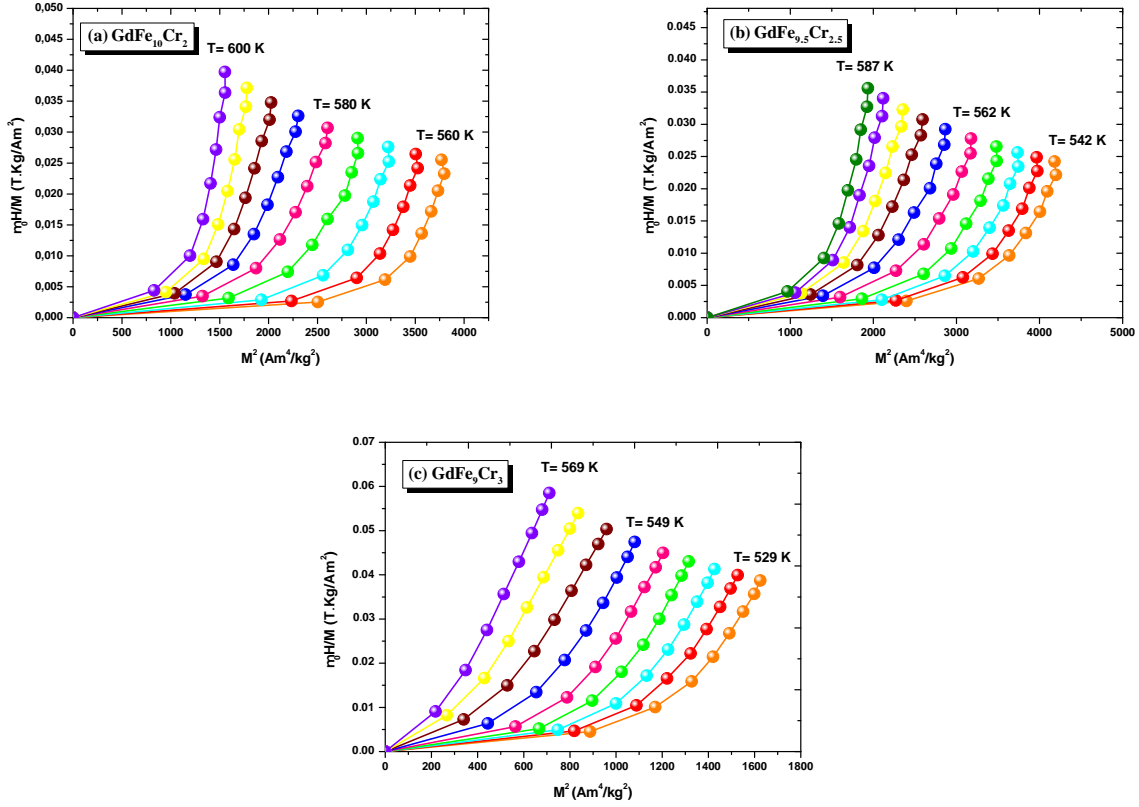 (a) GdFe₁₀Cr₂
T= 600 K
T= 580 K
T= 560 K
0,050
0,045
0,040
0,035
0,030
0,025
0,020
0,015
0,010
0,005
0,000
m₀H/M (T.Kg/Am²)
0 500 1000 1500 2000 2500 3000 3500 4000
M² (Am⁴/kg²)
(b) GdFe₉.₅Cr₂.₅
T= 587 K
T= 562 K
T= 542 K
0.045
0.040
0.035
0.030
0.025
0.020
0.015
0.010
0.005
0.000
m₀H/M (T.Kg/Am²)
0 1000 2000 3000 4000 5000
M² (Am⁴/kg²)
(c) GdFe₉Cr₃
T= 569 K
T= 549 K
T= 529 K
0.07
0.06
0.05
0.04
0.03
0.02
0.01
0.00
m₀H/M (T.Kg/Am²)
0 200 400 600 800 1000 1200 1400 1600 1800
M² (Am⁴/kg²)